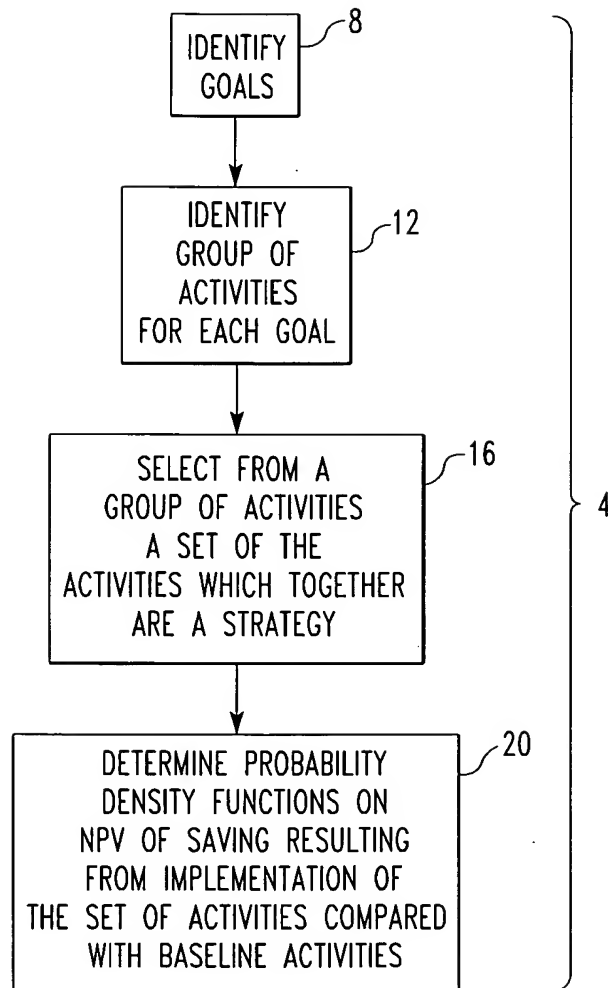 8
IDENTIFY
GOALS
12
IDENTIFY
GROUP OF
ACTIVITIES
FOR EACH GOAL
16
SELECT FROM A
GROUP OF ACTIVITIES
A SET OF THE
ACTIVITIES WHICH TOGETHER
ARE A STRATEGY
4
20
DETERMINE PROBABILITY
DENSITY FUNCTIONS ON
NPV OF SAVING RESULTING
FROM IMPLEMENTATION OF
THE SET OF ACTIVITIES COMPARED
WITH BASELINE ACTIVITIES